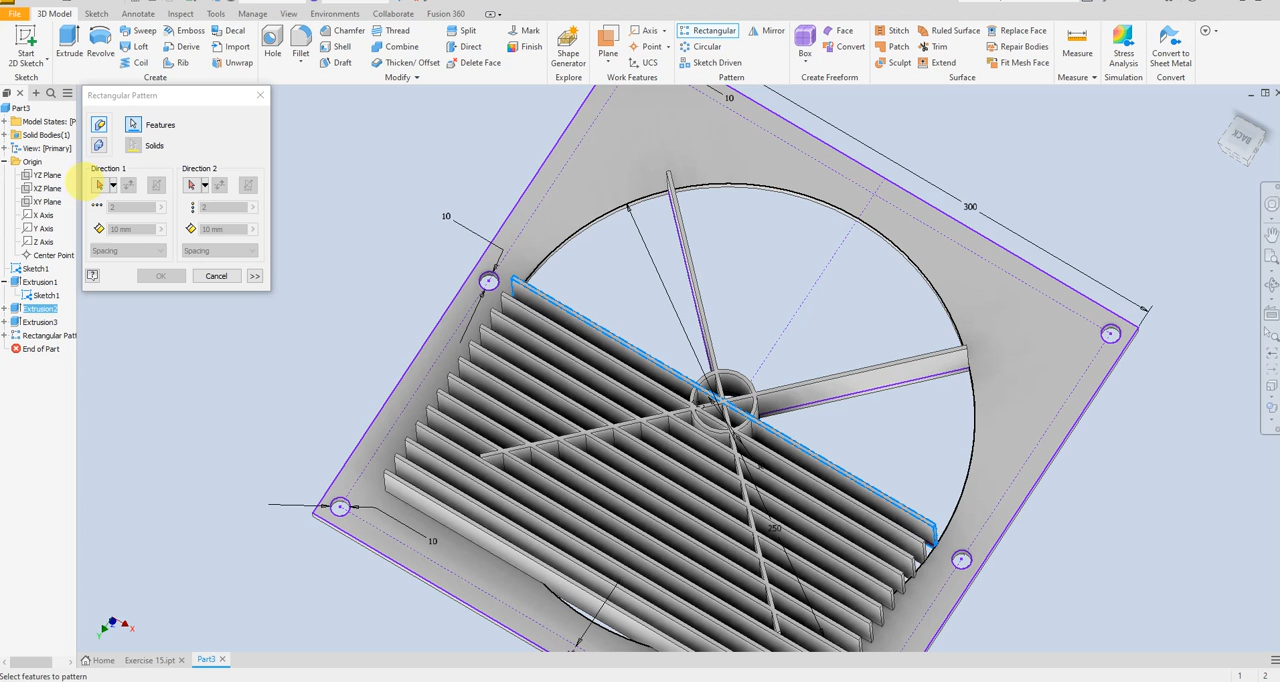 File 3D Model Sketch Annotate Inspect Tools Manage View Environments Collaborate Fusion 360
Start
2D Sketch
Sketch
Extrude Revolve
Sweep Emboss Decal
Loft Derive Import
Coil Rib Unwrap
Create
Hole Fillet
Chamfer Thread Split
Shell Combine Direct
Draft Thicken/ Offset Delete Face
Modify
Mark
Finish
Shape
Generator
Explore
Plane
Axis
Point
UCS
Work Features
Rectangular Mirror
Circular
Sketch Driven
Pattern
Box
Face
Convert
Create Freeform
Stitch Ruled Surface Replace Face
Patch Trim Repair Bodies
Sculpt Extend Fit Mesh Face
Surface
Measure
Measure
Stress
Analysis
Simulation
Convert to
Sheet Metal
Convert
Part3
Model States: [P
Solid Bodies(1)
View: [Primary]
Origin
YZ Plane
XZ Plane
XY Plane
X Axis
Y Axis
Z Axis
Center Point
Sketch1
Extrusion1
Sketch1
Extrusion2
Extrusion3
Rectangular Patt
End of Part
Rectangular Pattern
Features
Solids
Direction 1 Direction 2
2 2
10 mm 10 mm
Spacing Spacing
OK Cancel >>
10
300
10
250
10
BACK
X
Y
Home Exercise 15.ipt Part3
Select features to pattern
1 2